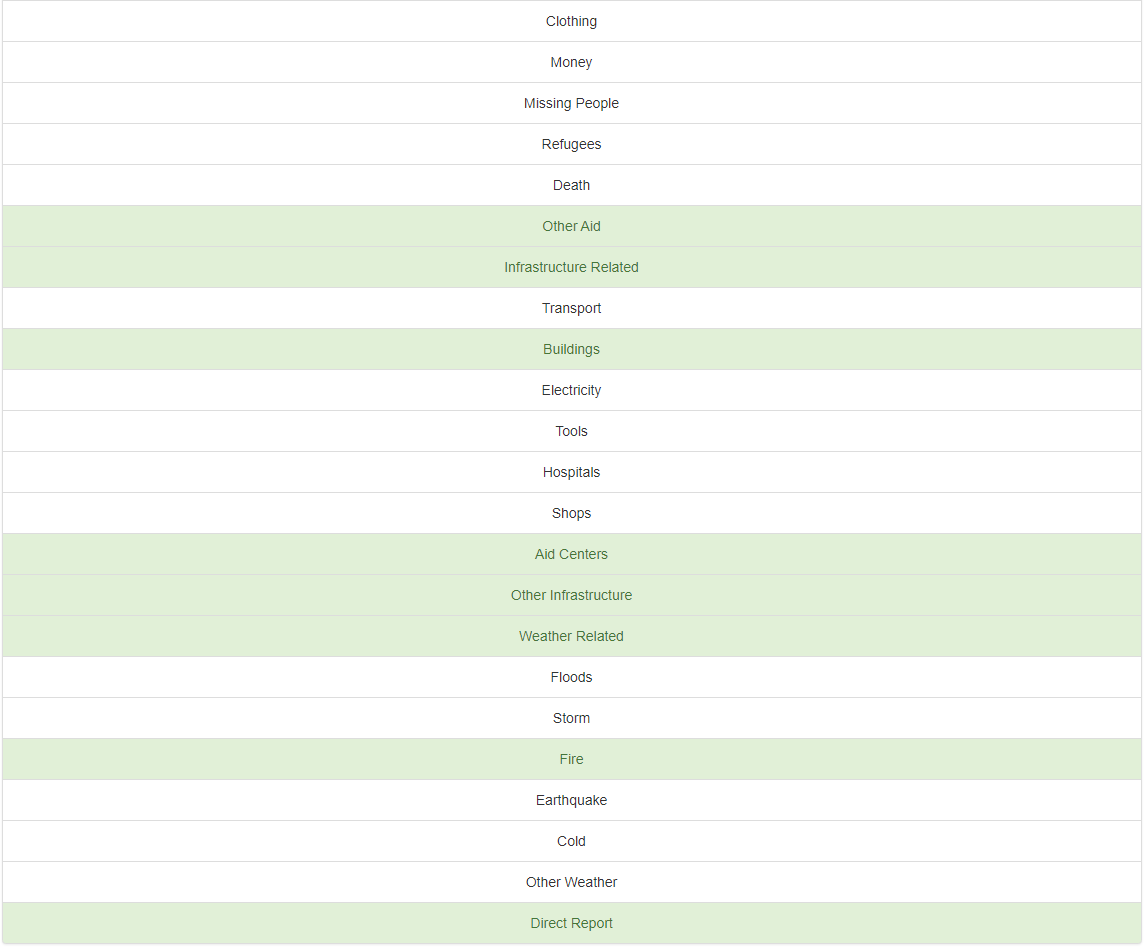 Clothing
Money
Missing People
Refugees
Death
Other Aid
Infrastructure Related
Transport
Buildings
Electricity
Tools
Hospitals
Shops
Aid Centers
Other Infrastructure
Weather Related
Floods
Storm
Fire
Earthquake
Cold
Other Weather
Direct Report